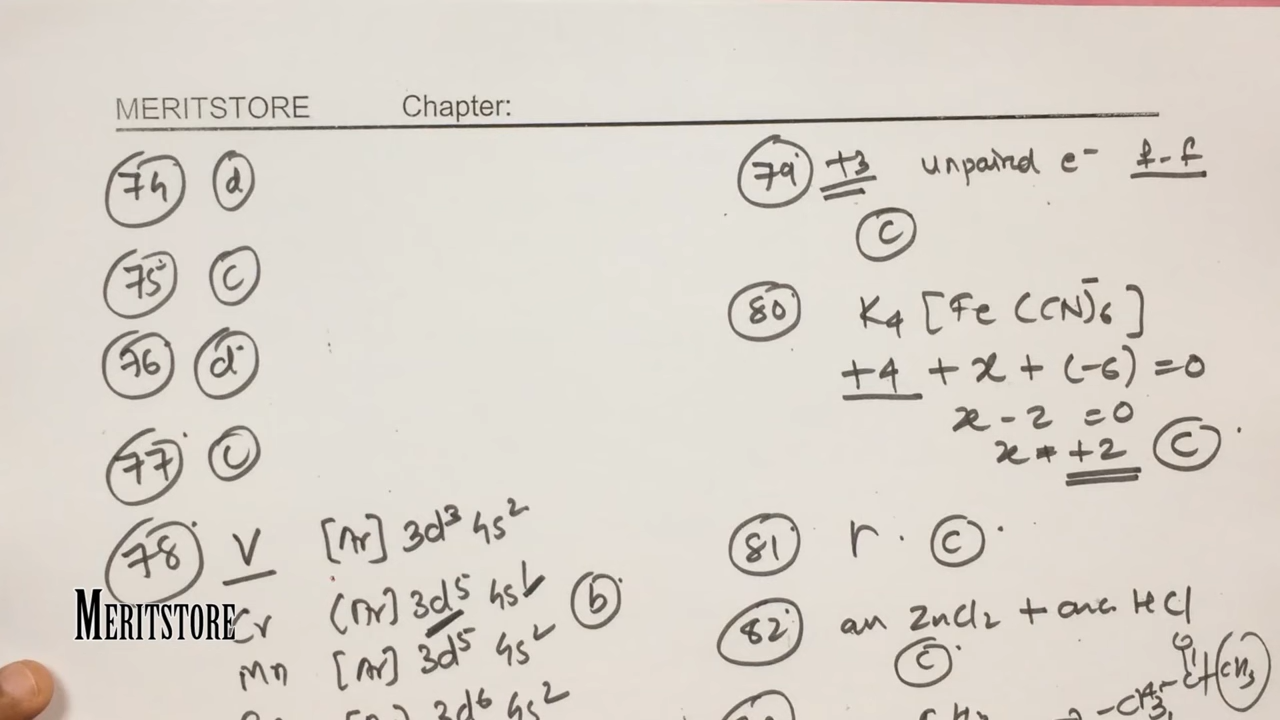 MERITSTORE Chapter:
74 d
75 c
76 d
77 c
78 V [Ar] 3d³ 4s²
Cr [Ar] 3d⁵ 4s¹ b
Mn [Ar] 3d⁵ 4s²
3d⁶ 4s²
MERITSTORE
79 +3 unpaired e⁻ f-f
c
80 K₄ [Fe (CN)⁻₆]
+4 + x + (-6) = 0
x - 2 = 0
x = +2 c
81 r. c
82 an ZnCl₂ + conc HCl
c